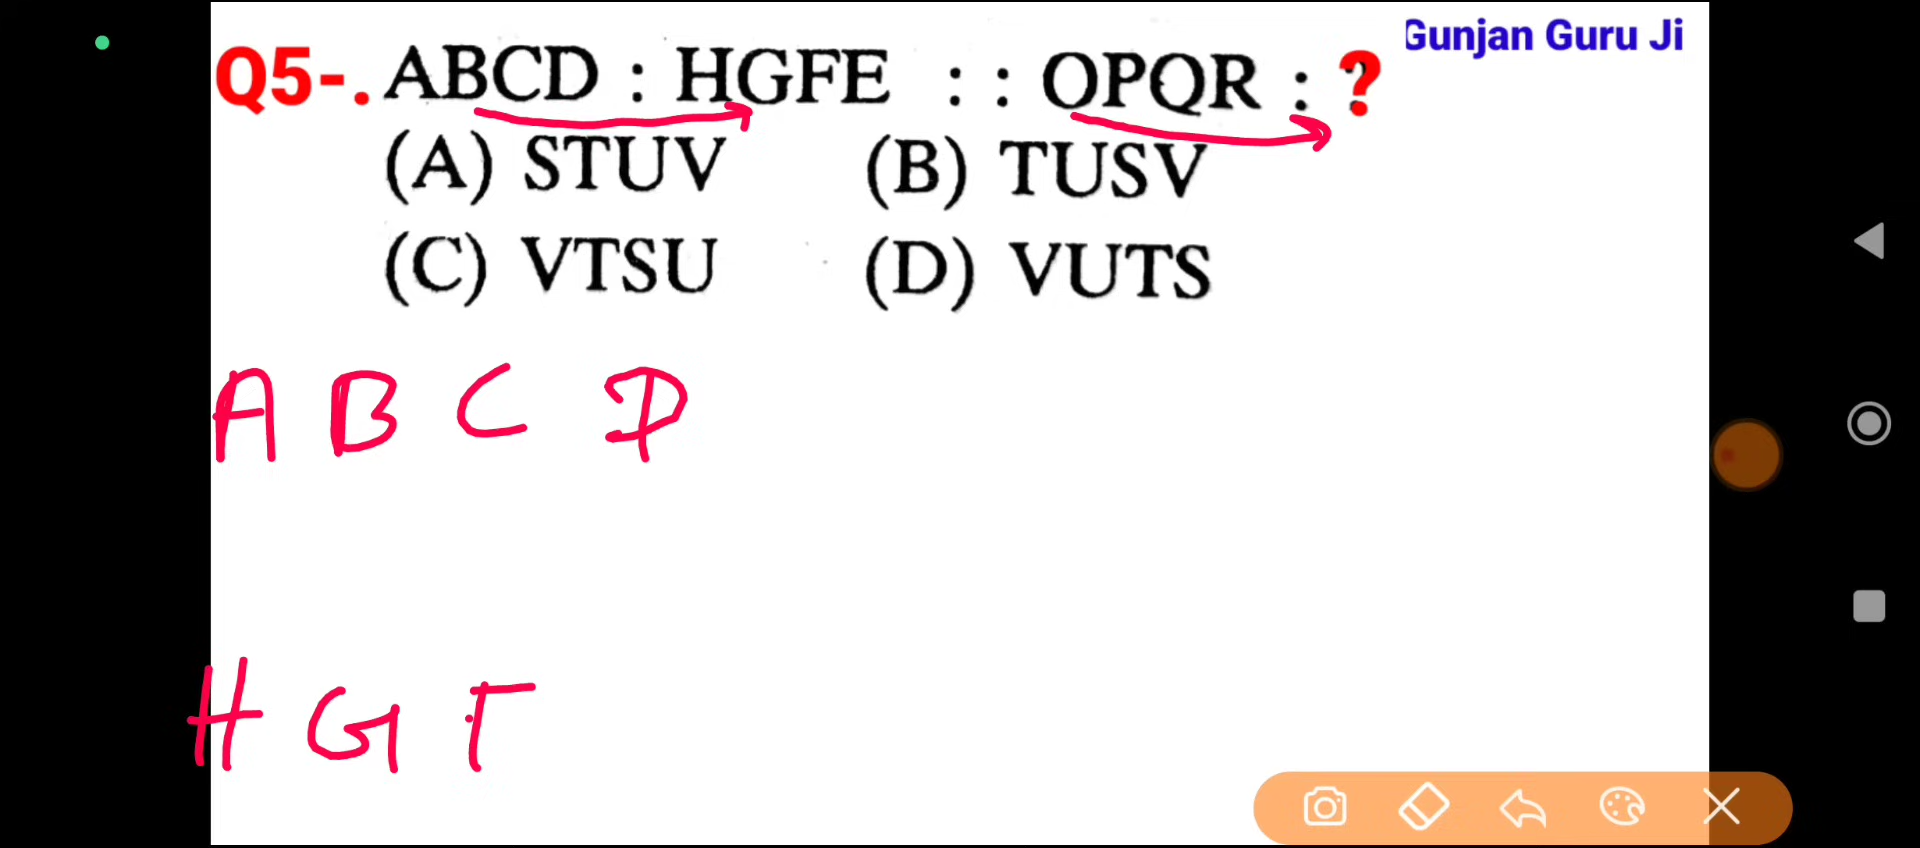 Gunjan Guru Ji
Q5-. ABCD : HGFE : : OPQR : ?
(A) STUV (B) TUSV
(C) VTSU (D) VUTS
A B C D
H G F